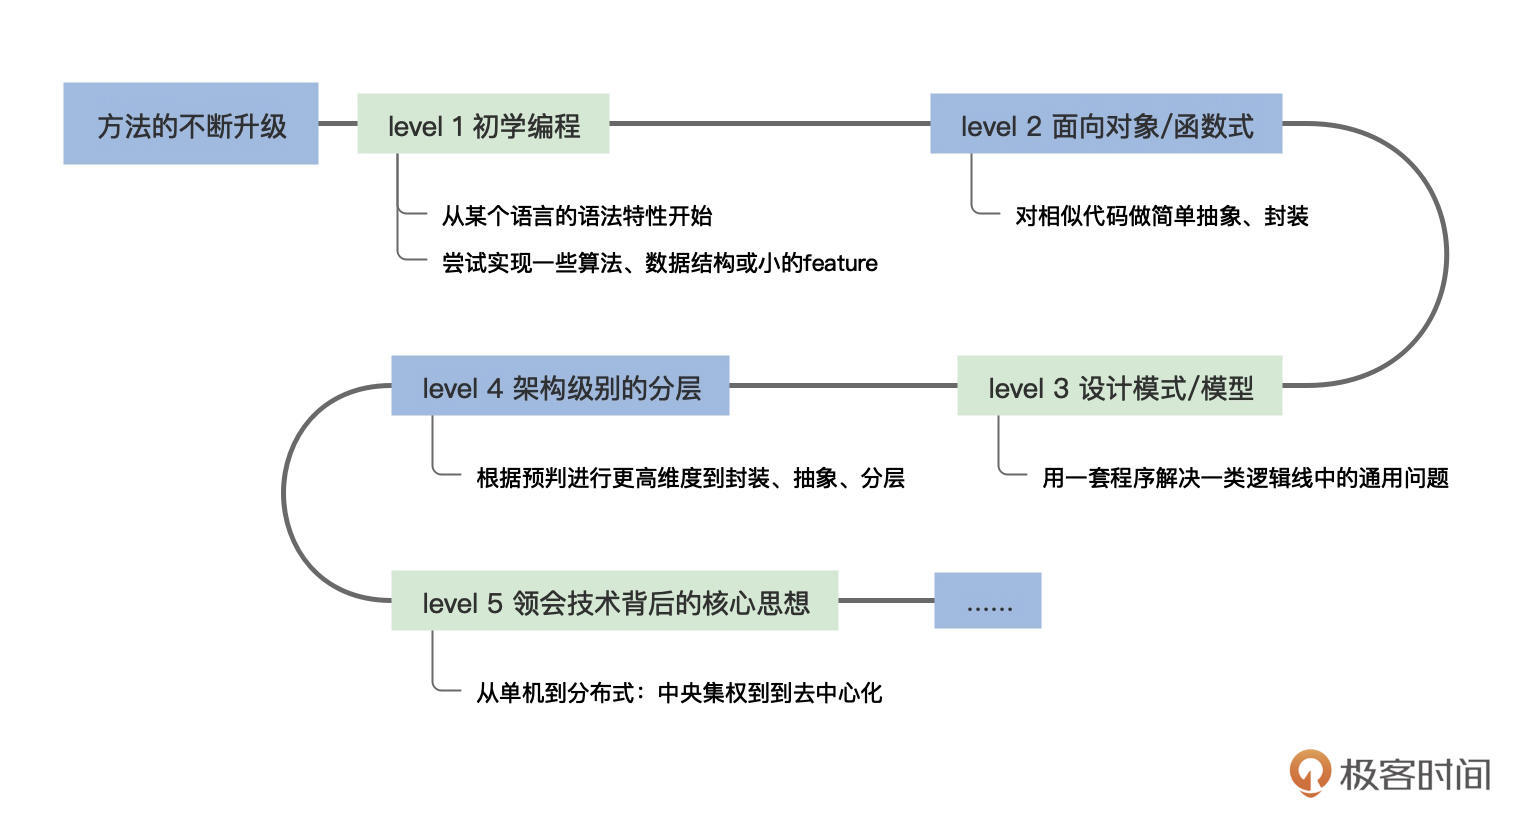 方法的不断升级
level 1 初学编程
从某个语言的语法特性开始
尝试实现一些算法、数据结构或小的feature
level 2 面向对象/函数式
对相似代码做简单抽象、封装
level 3 设计模式/模型
用一套程序解决一类逻辑线中的通用问题
level 4 架构级别的分层
根据预判进行更高维度到封装、抽象、分层
level 5 领会技术背后的核心思想
从单机到分布式：中央集权到到去中心化
......
极客时间